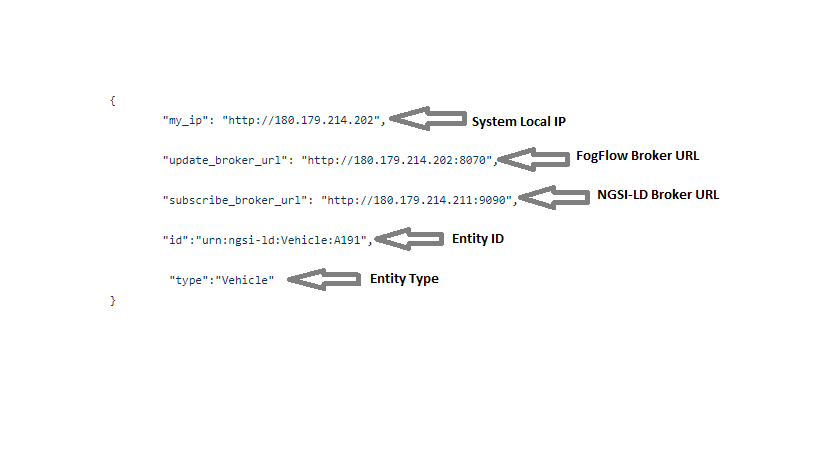 {
"my_ip": "http://180.179.214.202", System Local IP
"update_broker_url": "http://180.179.214.202:8070", FogFlow Broker URL
"subscribe_broker_url": "http://180.179.214.211:9090", NGSI-LD Broker URL
"id":"urn:ngsi-ld:Vehicle:A191", Entity ID
"type":"Vehicle" Entity Type
}